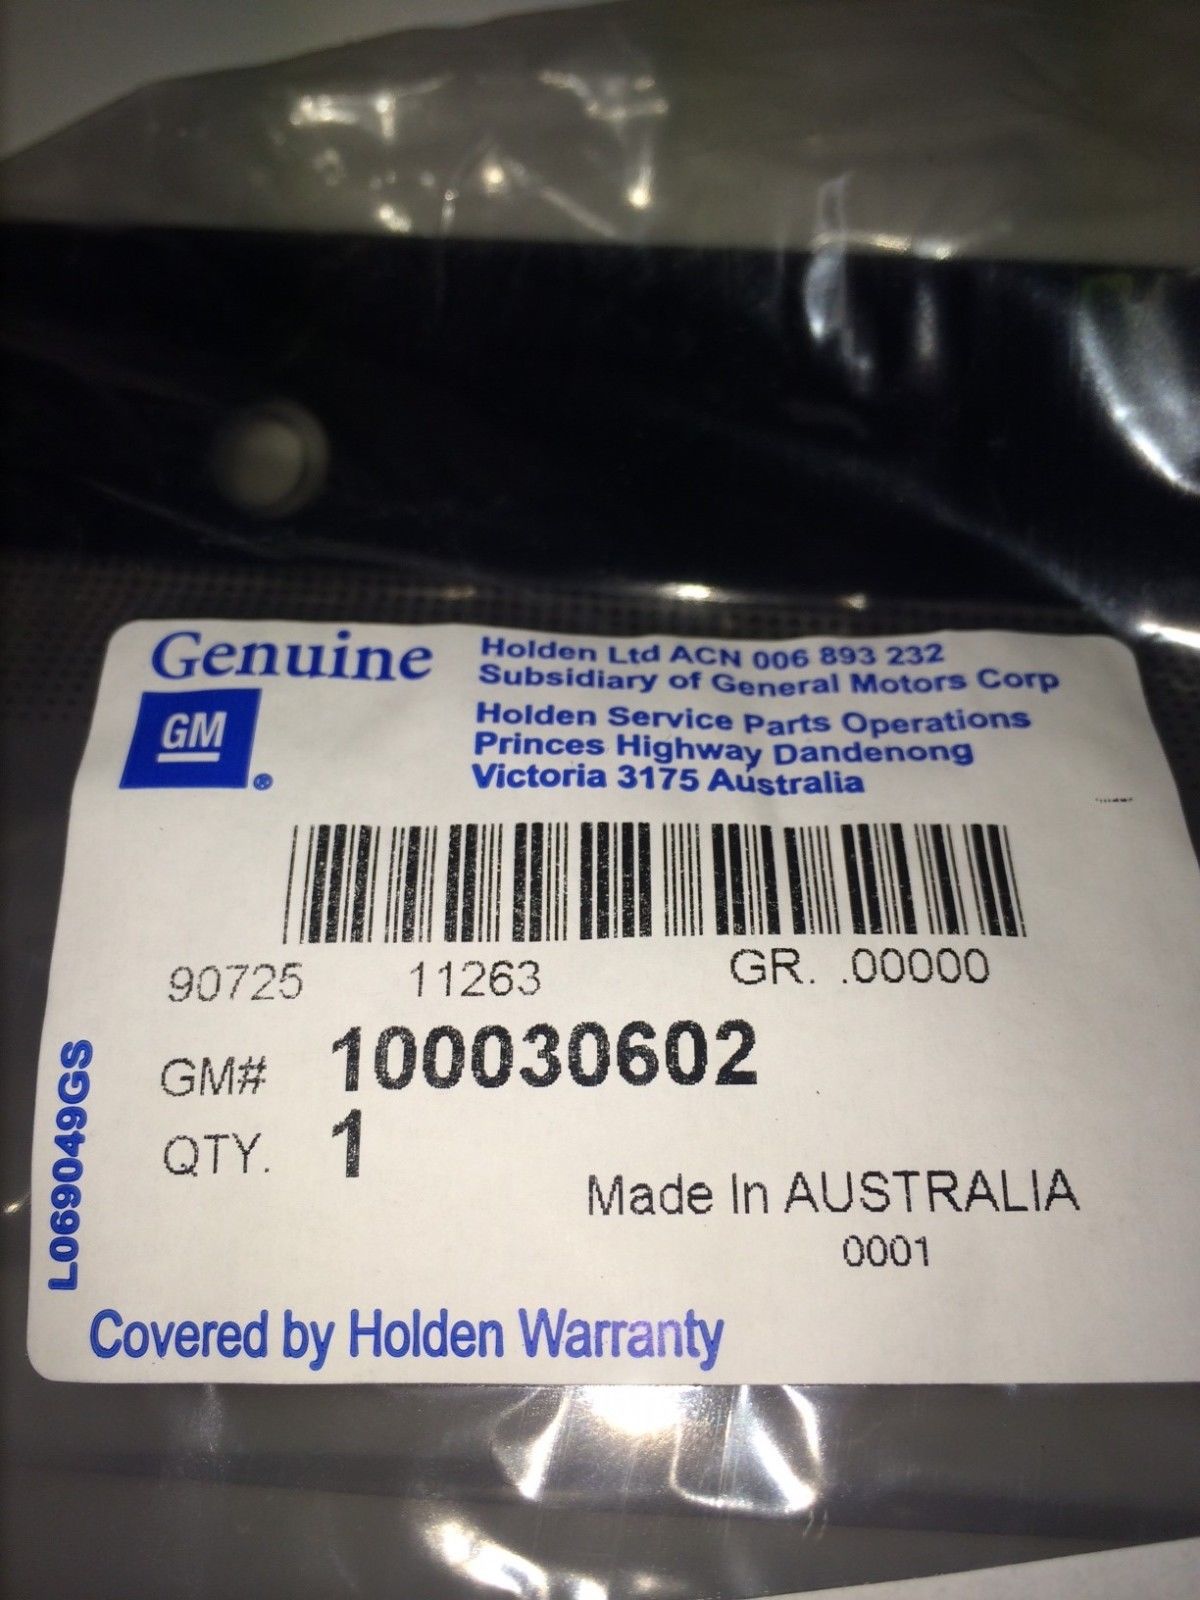 Genuine
GM
®
Holden Ltd ACN 006 893 232
Subsidiary of General Motors Corp
Holden Service Parts Operations
Princes Highway Dandenong
Victoria 3175 Australia
90725 11263 GR. .00000
GM# 100030602
QTY. 1
Made In AUSTRALIA
0001
L069049GS
Covered by Holden Warranty